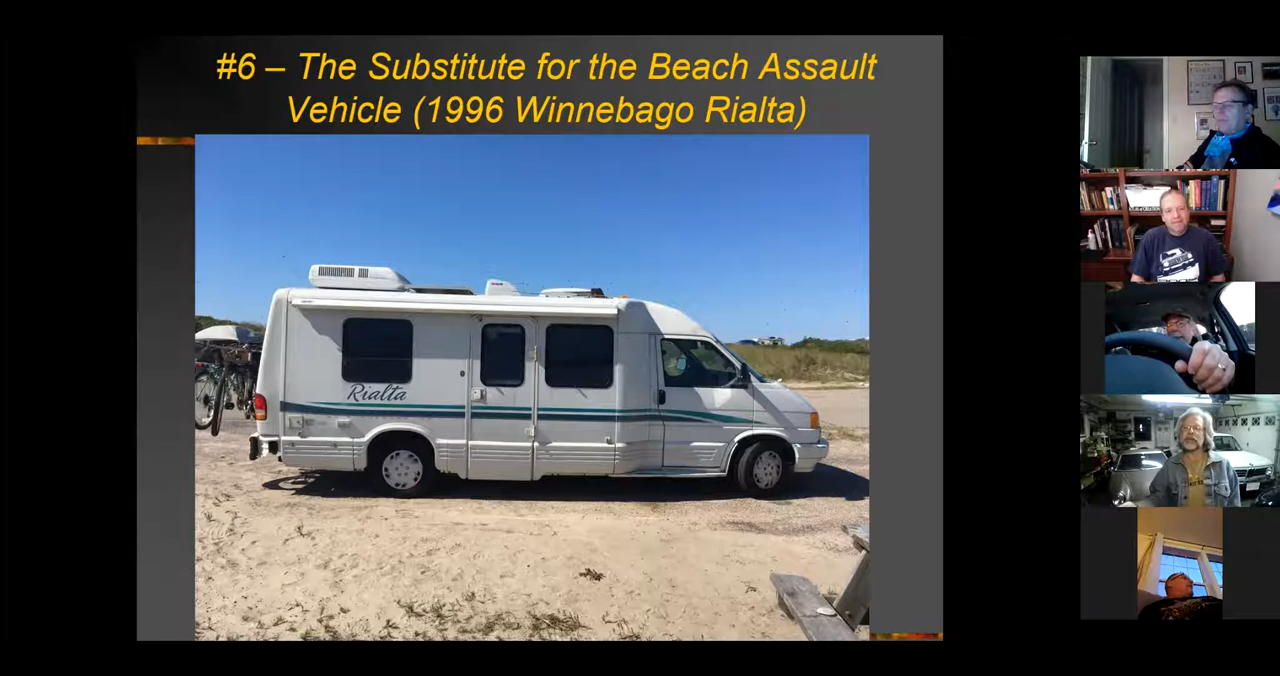 #6 – The Substitute for the Beach Assault
Vehicle (1996 Winnebago Rialta)
Rialta